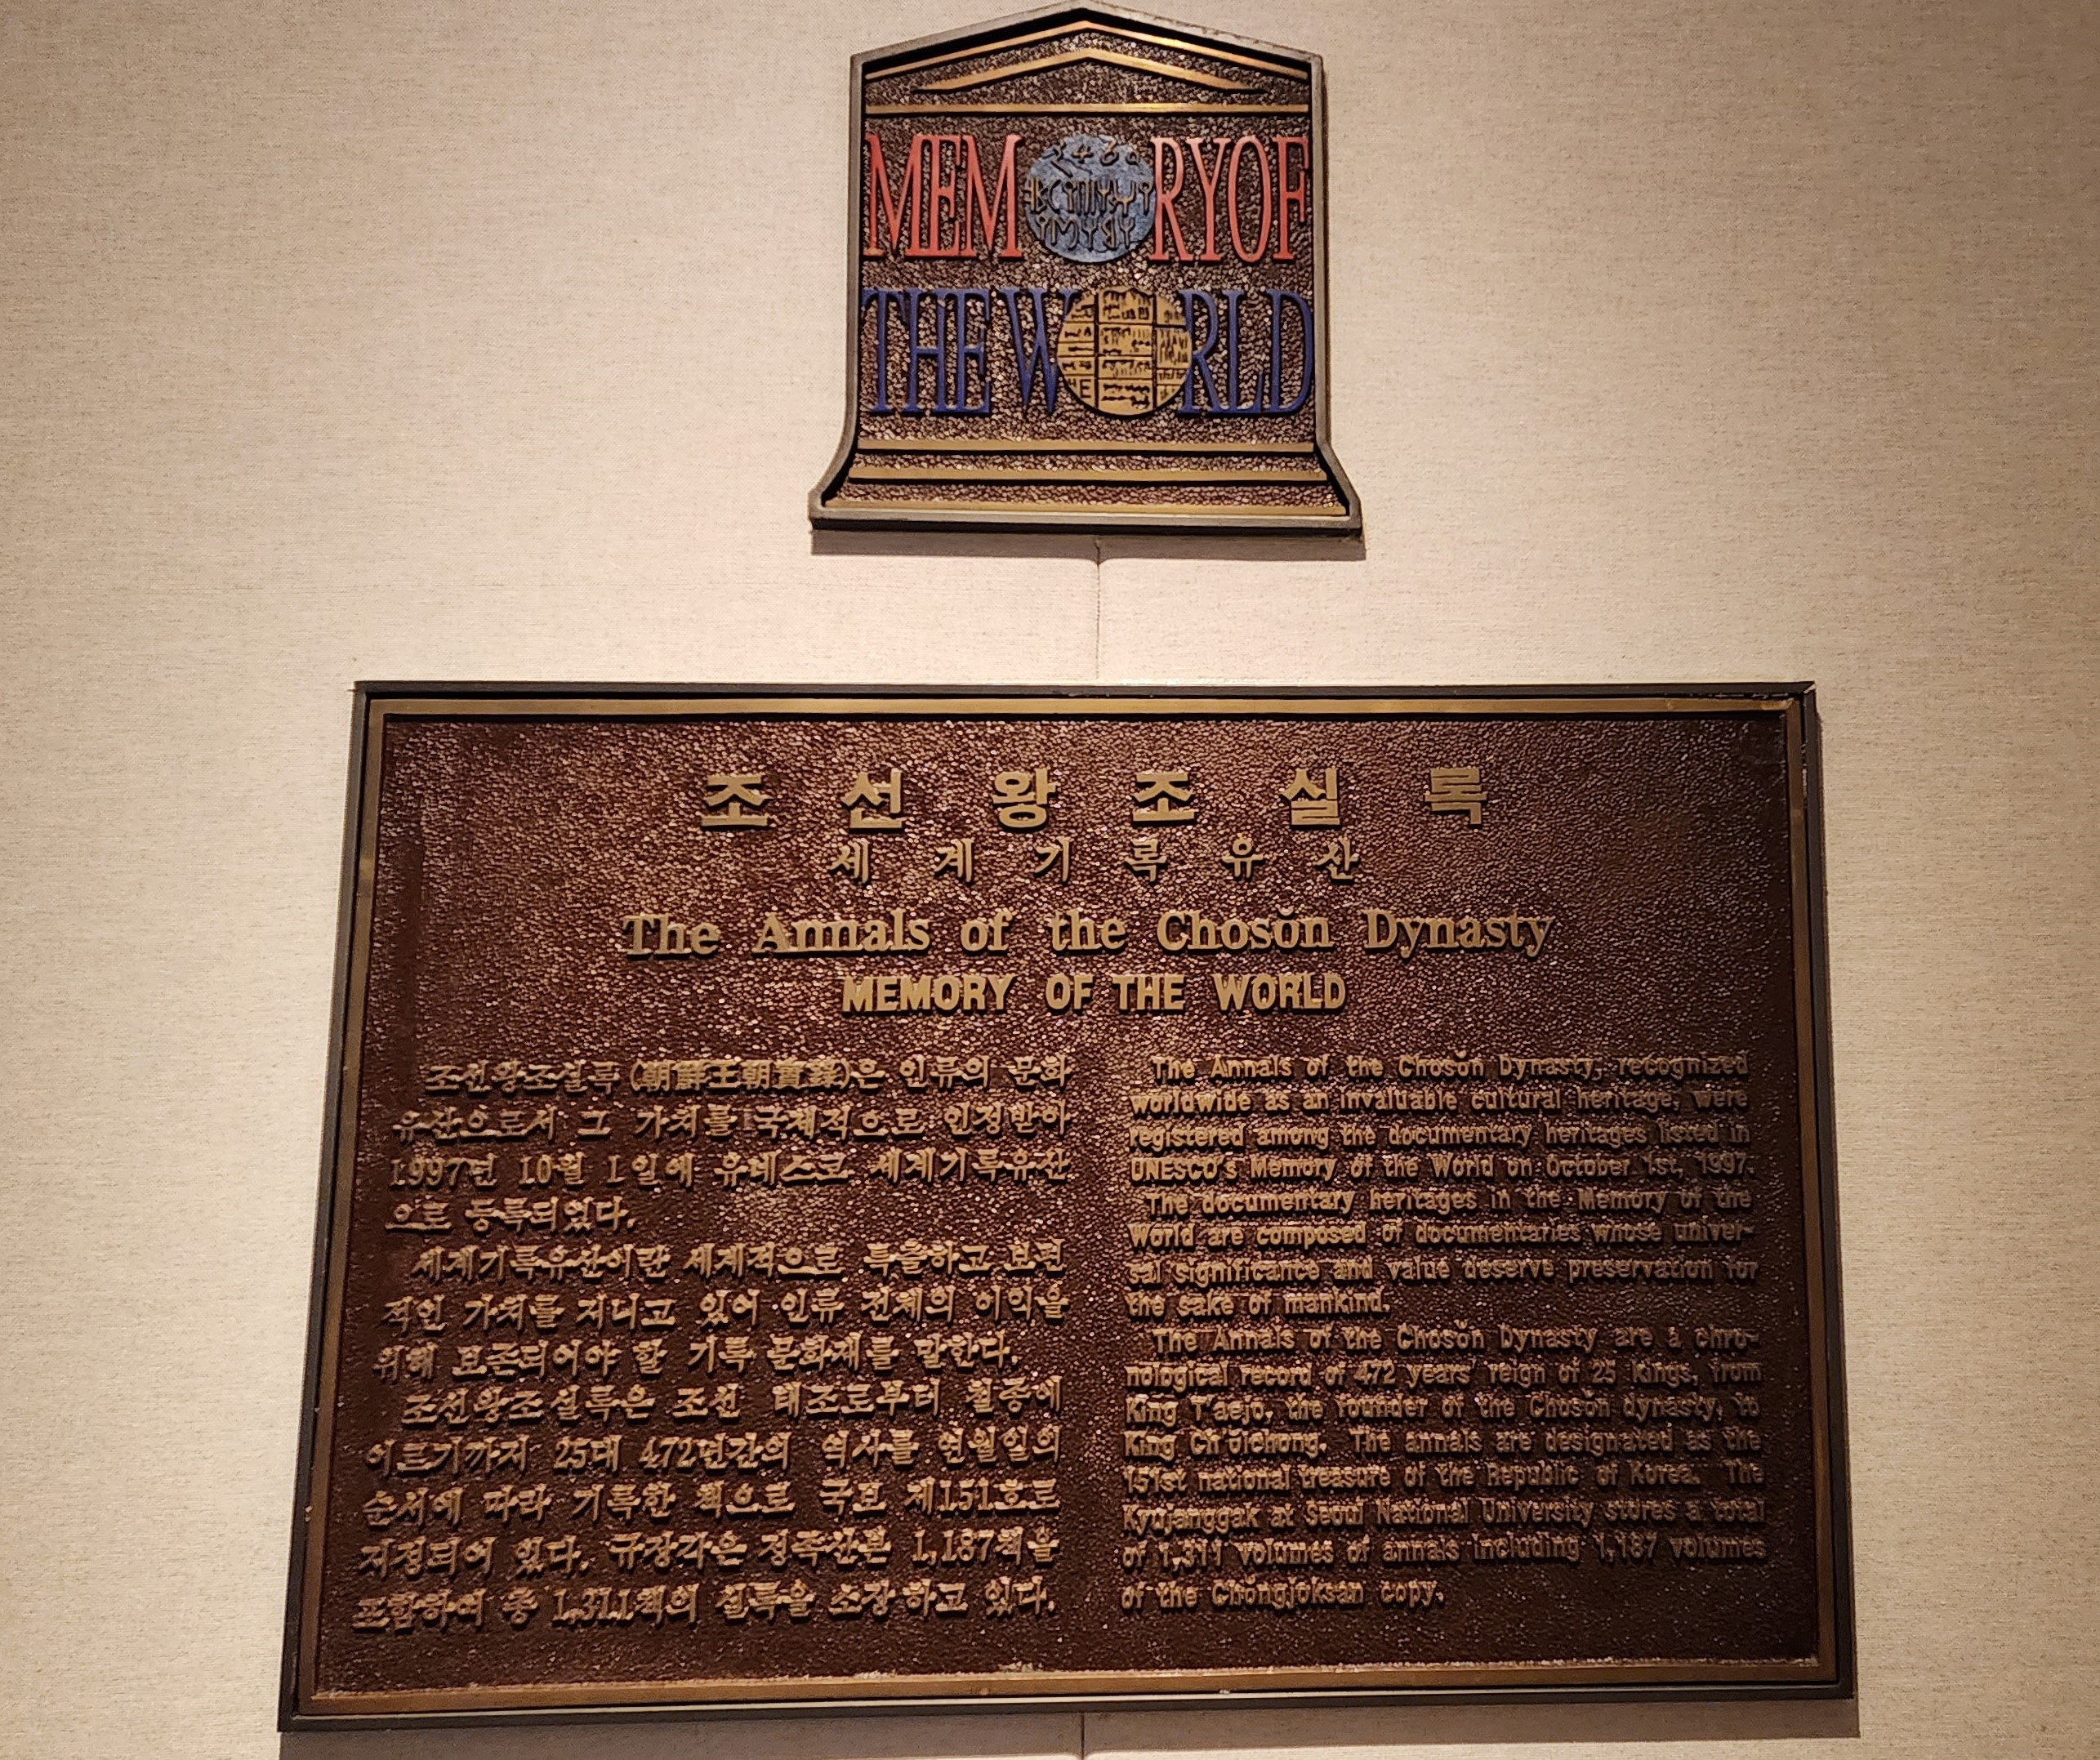 MEMORY OF
THE WORLD
조선왕조실록
세계기록유산
The Annals of the Chosŏn Dynasty
MEMORY OF THE WORLD
조선왕조실록(朝鮮王朝實錄)은 인류의 문화
유산으로서 그 가치를 국제적으로 인정받아
1997년 10월 1일에 유네스코 세계기록유산
으로 등록되었다.
세계기록유산이란 세계적으로 특출하고 보편
적인 가치를 지니고 있어 인류 전체의 이익을
위해 보존되어야 할 기록 문화재를 말한다.
조선왕조실록은 조선 태조로부터 철종에
이르기까지 25대 472년간의 역사를 연월일의
순서에 따라 기록한 책으로 국보 제151호로
지정되어 있다. 규장각은 정족산본 1,187책을
포함하여 총 1,311책의 실록을 소장하고 있다.
The Annals of the Chosŏn Dynasty, recognized
worldwide as an invaluable cultural heritage, were
registered among the documentary heritages listed in
UNESCO's Memory of the World on October 1st, 1997.
The documentary heritages in the Memory of the
World are composed of documentaries whose univer-
sal significance and value deserve preservation for
the sake of mankind.
The Annals of the Chosŏn Dynasty are a chro-
nological record of 472 years' reign of 25 kings, from
King T'aejo, the founder of the Chosŏn dynasty, to
King Ch'ŏlchong. The annals are designated as the
151st national treasure of the Republic of Korea. The
Kyujanggak at Seoul National University stores a total
of 1,311 volumes of annals including 1,187 volumes
of the Chŏngjoksan copy.